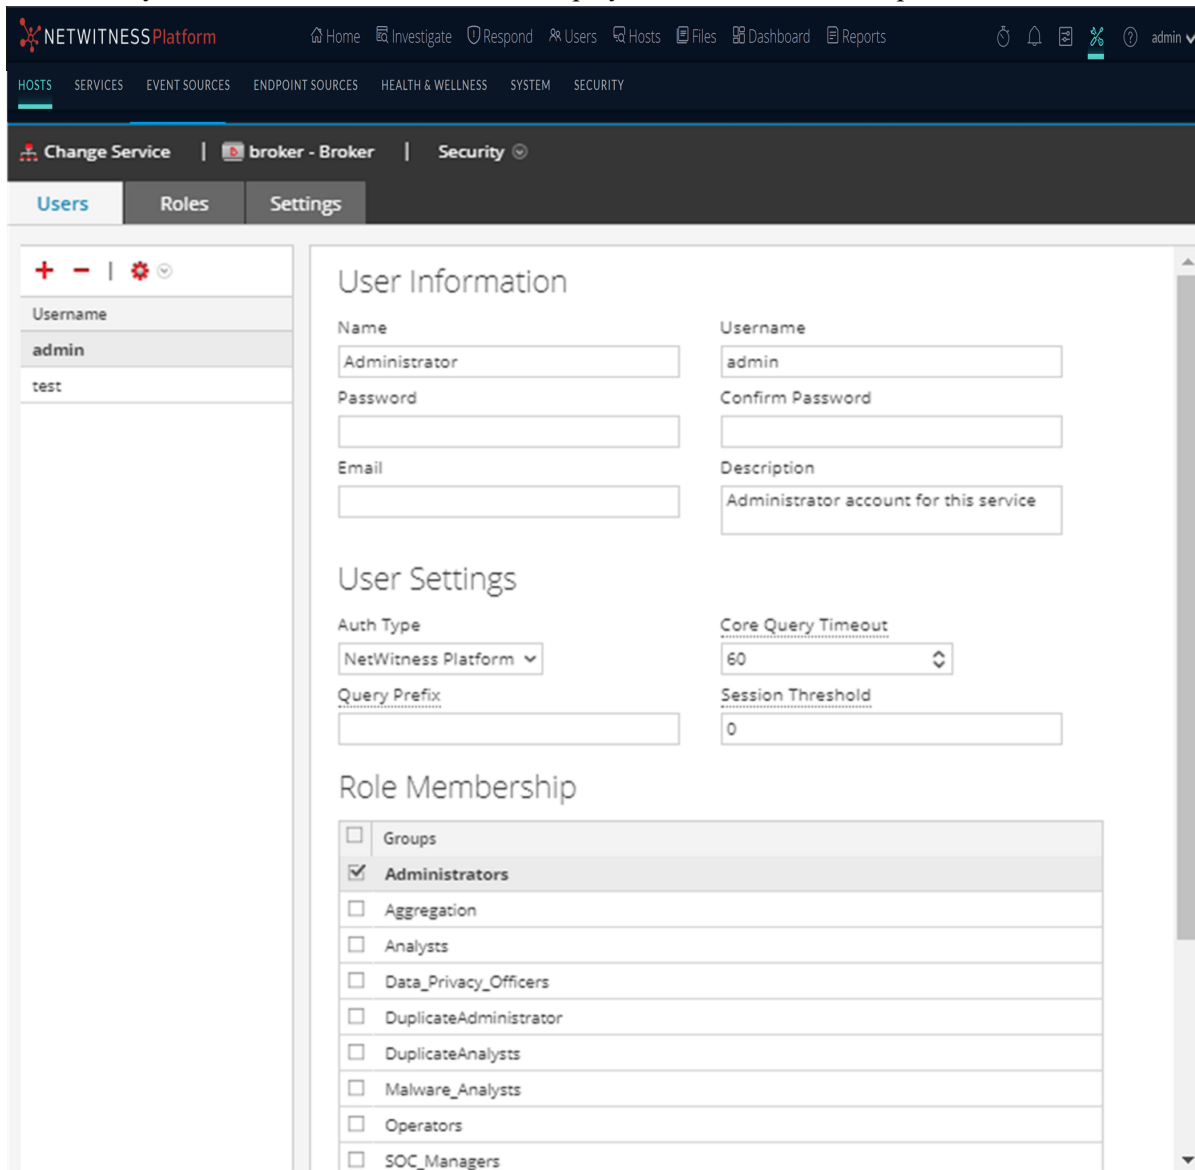 NETWITNESS Platform Home Investigate Respond Users Hosts Files Dashboard Reports admin
HOSTS SERVICES EVENT SOURCES ENDPOINT SOURCES HEALTH & WELLNESS SYSTEM SECURITY
Change Service | broker - Broker | Security
Users Roles Settings
Username
admin
test
User Information
Name Username
Administrator admin
Password Confirm Password
Email Description
Administrator account for this service
User Settings
Auth Type Core Query Timeout
NetWitness Platform 60
Query Prefix Session Threshold
0
Role Membership
Groups
Administrators
Aggregation
Analysts
Data_Privacy_Officers
DuplicateAdministrator
DuplicateAnalysts
Malware_Analysts
Operators
SOC_Managers